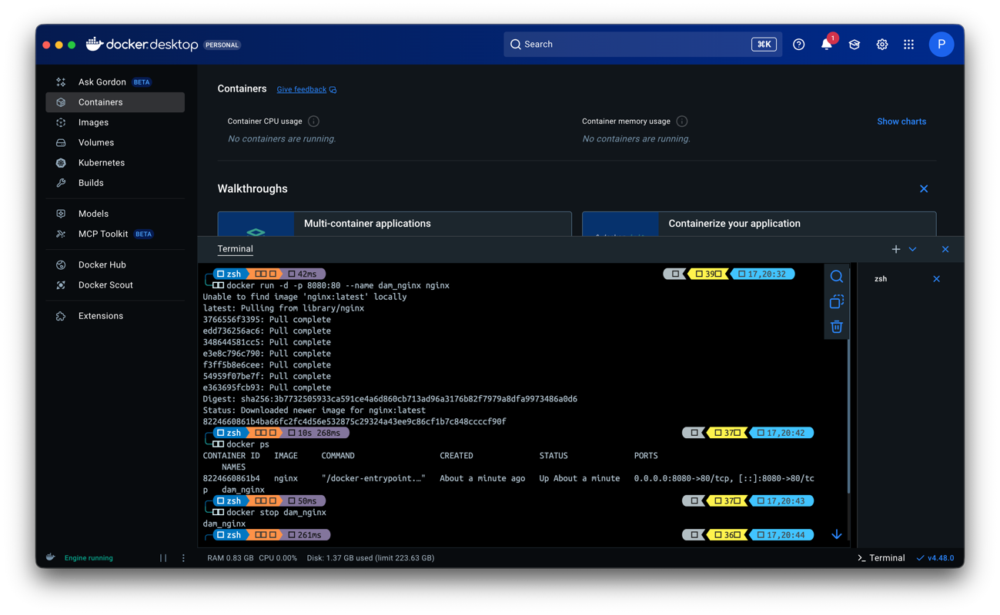 docker.desktop PERSONAL
Search
⌘K
1
P
Ask Gordon BETA
Containers
Images
Volumes
Kubernetes
Builds
Models
MCP Toolkit BETA
Docker Hub
Docker Scout
Extensions
Containers Give feedback
Container CPU usage
No containers are running.
Container memory usage
No containers are running.
Show charts
Walkthroughs
Multi-container applications
Containerize your application
Terminal
zsh 42ms 39 17,20:32
docker run -d -p 8080:80 --name dam_nginx nginx
Unable to find image 'nginx:latest' locally
latest: Pulling from library/nginx
3766556f3395: Pull complete
edd736256ac6: Pull complete
348644581cc5: Pull complete
e3e8c796c790: Pull complete
f3ff5b8e6cee: Pull complete
54959f07be7f: Pull complete
e363695fcb93: Pull complete
Digest: sha256:3b7732505933ca591ce4a6d860cb713ad96a3176b82f7979a8dfa9973486a0d6
Status: Downloaded newer image for nginx:latest
8224660861b4ba66fc2fc4d56e532875c29324a43ee9c86cf1b7c848ccccf90f
zsh 10s 268ms 37 17,20:42
docker ps
CONTAINER ID IMAGE COMMAND CREATED STATUS PORTS
NAMES
8224660861b4 nginx "/docker-entrypoint.…" About a minute ago Up About a minute 0.0.0.0:8080->80/tcp, [::]:8080->80/tc
p dam_nginx
zsh 50ms 37 17,20:43
docker stop dam_nginx
dam_nginx
zsh 261ms 36 17,20:44
zsh
Engine running
RAM 0.83 GB CPU 0.00% Disk: 1.37 GB used (limit 223.63 GB)
Terminal
v4.48.0